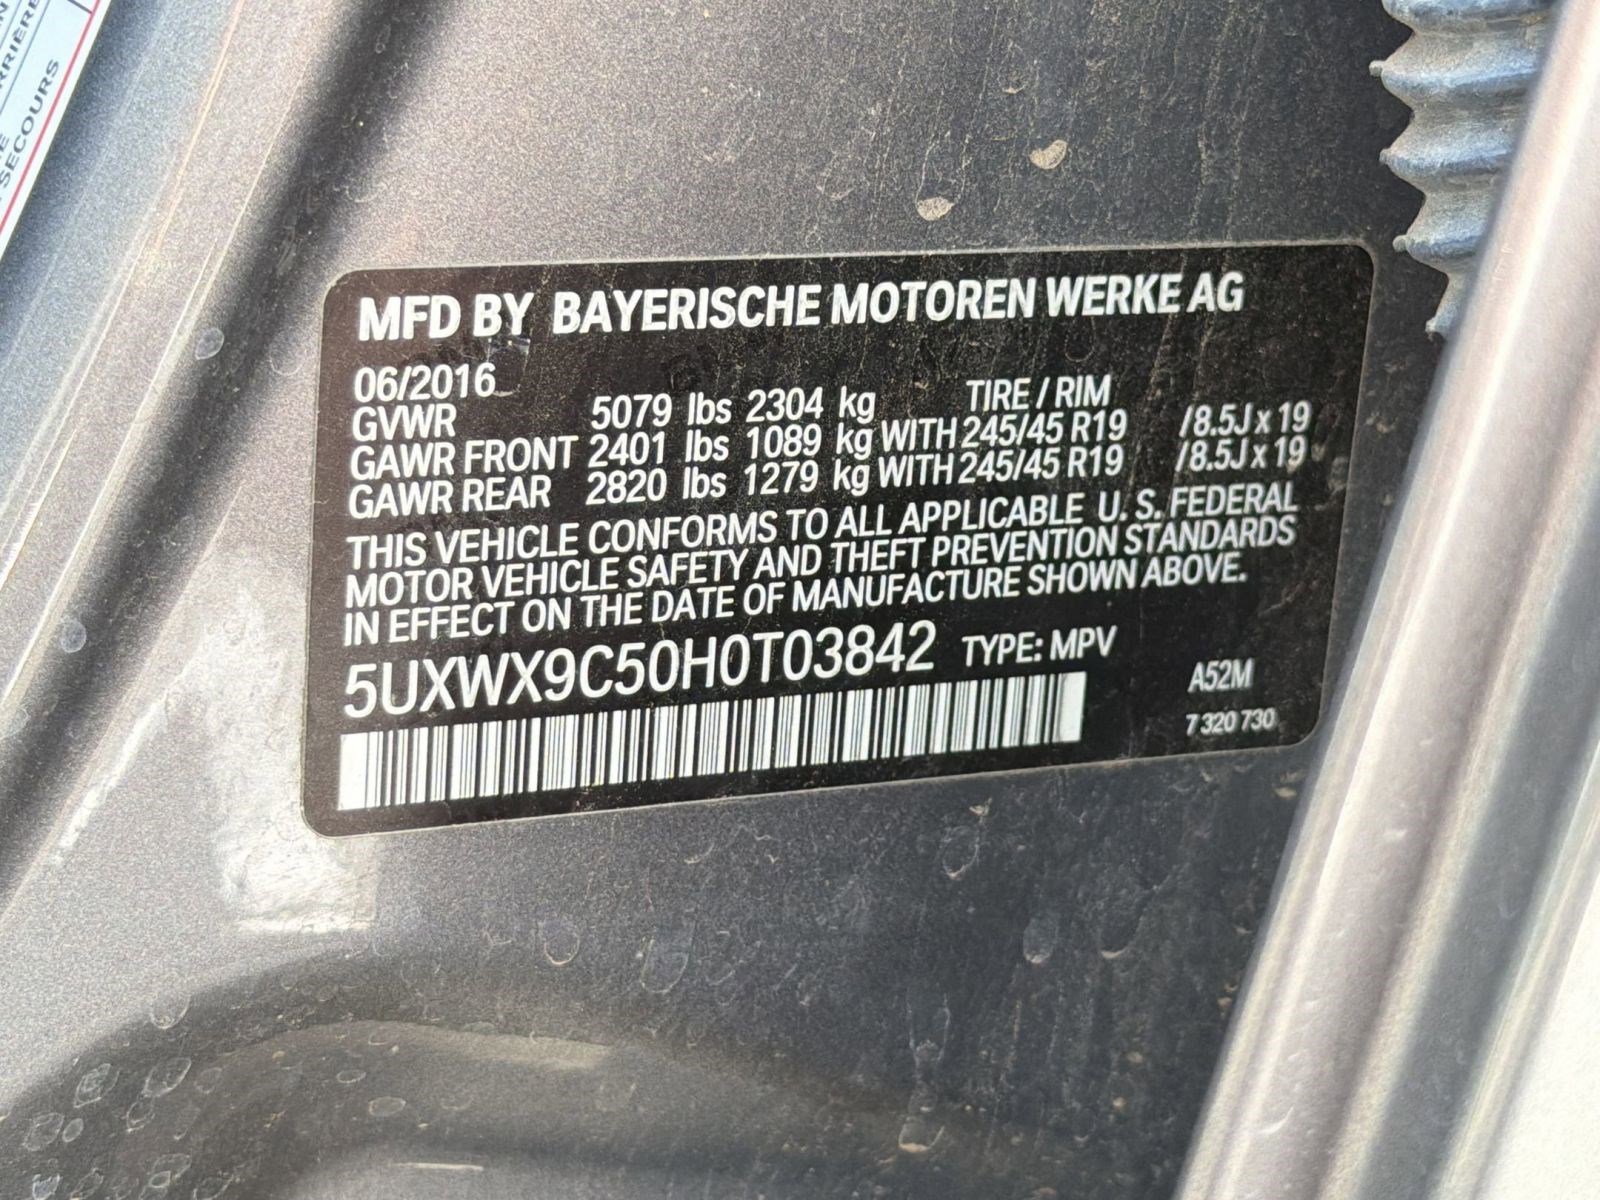 RRIÈRE
SECOURS
MFD BY BAYERISCHE MOTOREN WERKE AG
06/2016
GVWR 5079 lbs 2304 kg TIRE / RIM
GAWR FRONT 2401 lbs 1089 kg WITH 245/45 R19 /8.5J x 19
GAWR REAR 2820 lbs 1279 kg WITH 245/45 R19 /8.5J x 19
THIS VEHICLE CONFORMS TO ALL APPLICABLE U. S. FEDERAL
MOTOR VEHICLE SAFETY AND THEFT PREVENTION STANDARDS
IN EFFECT ON THE DATE OF MANUFACTURE SHOWN ABOVE.
5UXWX9C50H0T03842 TYPE: MPV
A52M
7 320 730